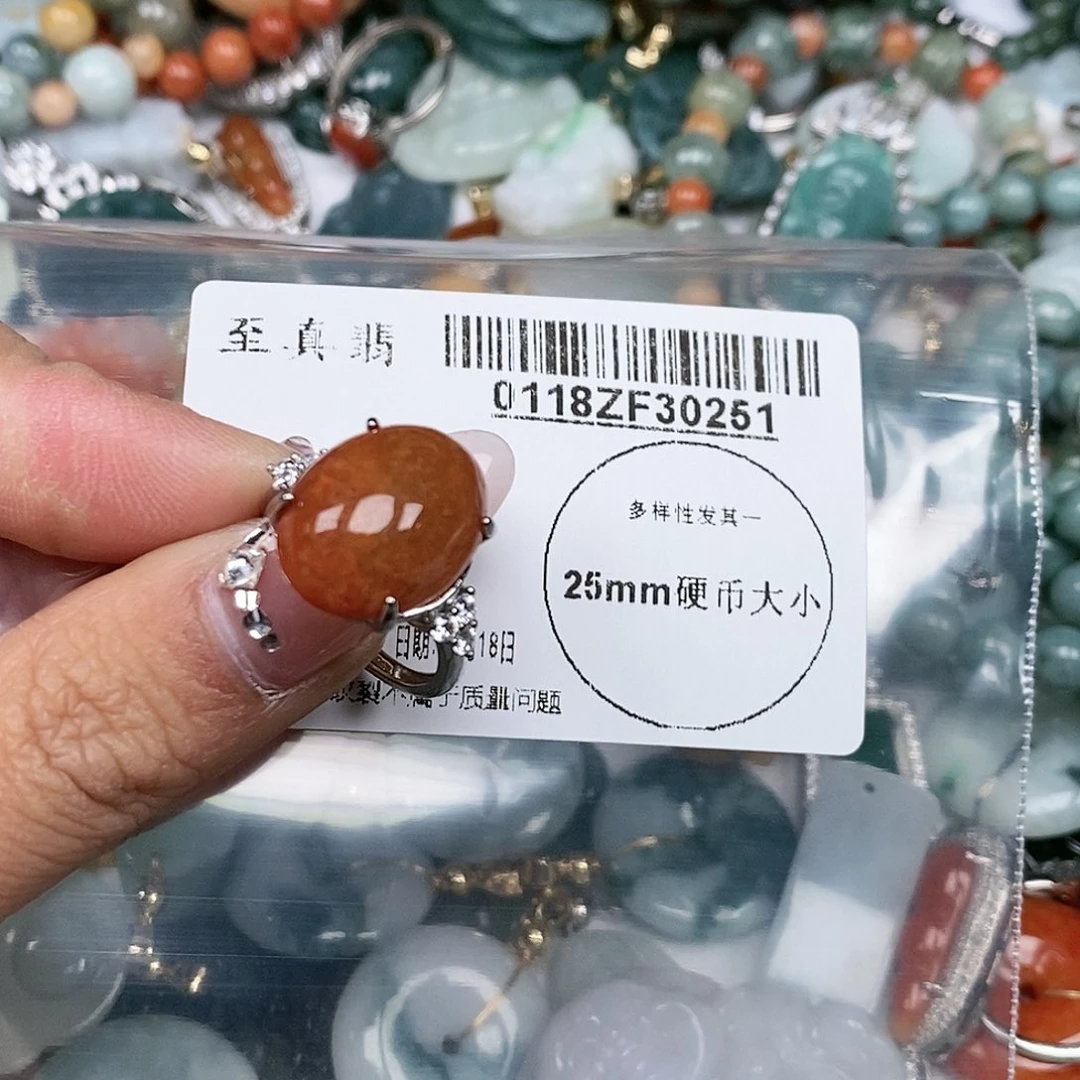 至真翡
0118ZF30251
多样性发其一
25mm硬币大小
日期
18日
不属于质量问题